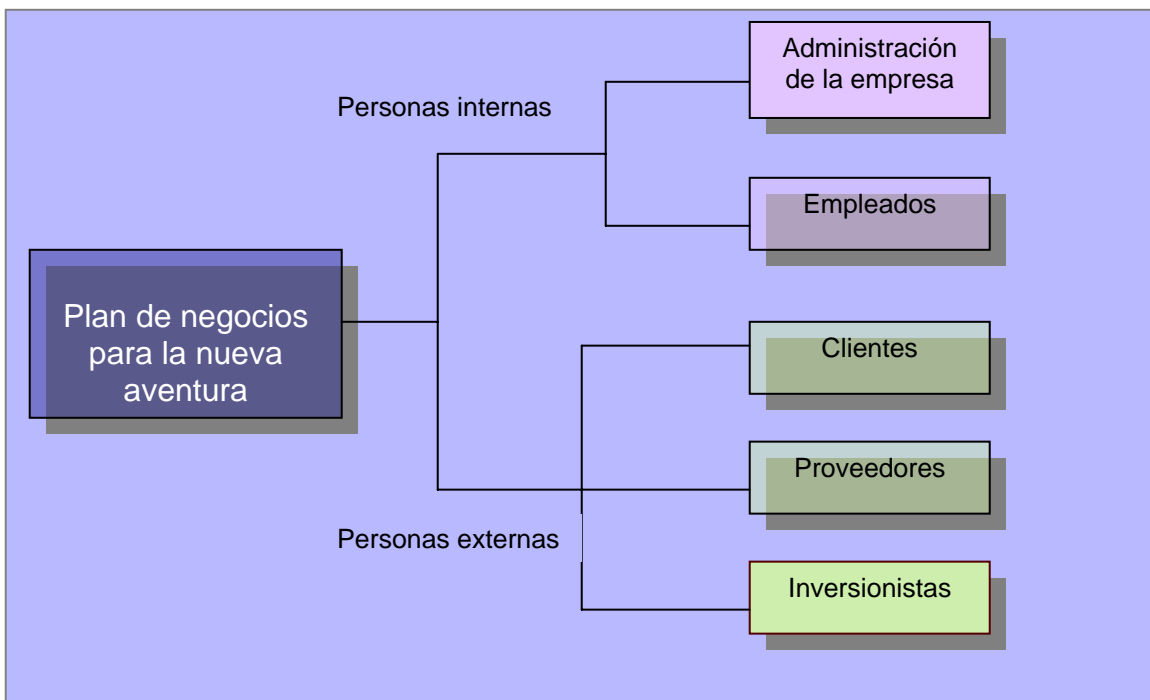 Administración
de la empresa
Personas internas
Empleados
Plan de negocios
para la nueva
aventura
Clientes
Proveedores
Personas externas
Inversionistas